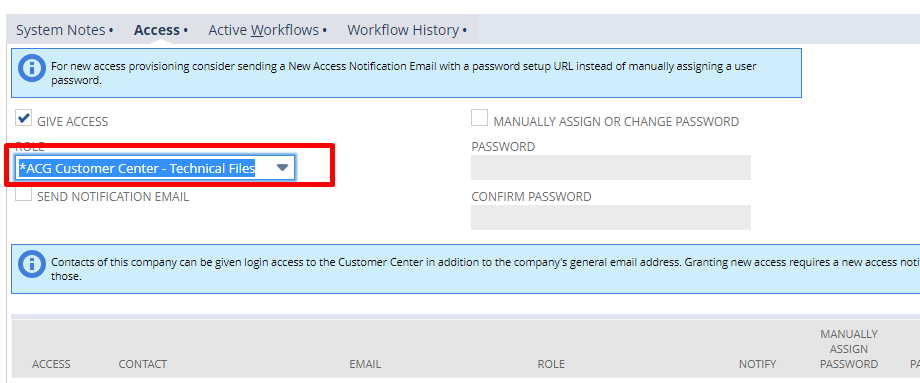 System Notes •
Access •
Active Workflows •
Workflow History •
For new access provisioning consider sending a New Access Notification Email with a password setup URL instead of manually assigning a user
password.
GIVE ACCESS
MANUALLY ASSIGN OR CHANGE PASSWORD
ROLE
PASSWORD
*ACG Customer Center - Technical Files
SEND NOTIFICATION EMAIL
CONFIRM PASSWORD
Contacts of this company can be given login access to the Customer Center in addition to the company's general email address. Granting new access requires a new access noti
those.
ACCESS
CONTACT
EMAIL
ROLE
NOTIFY
MANUALLY
ASSIGN
PASSWORD
PA